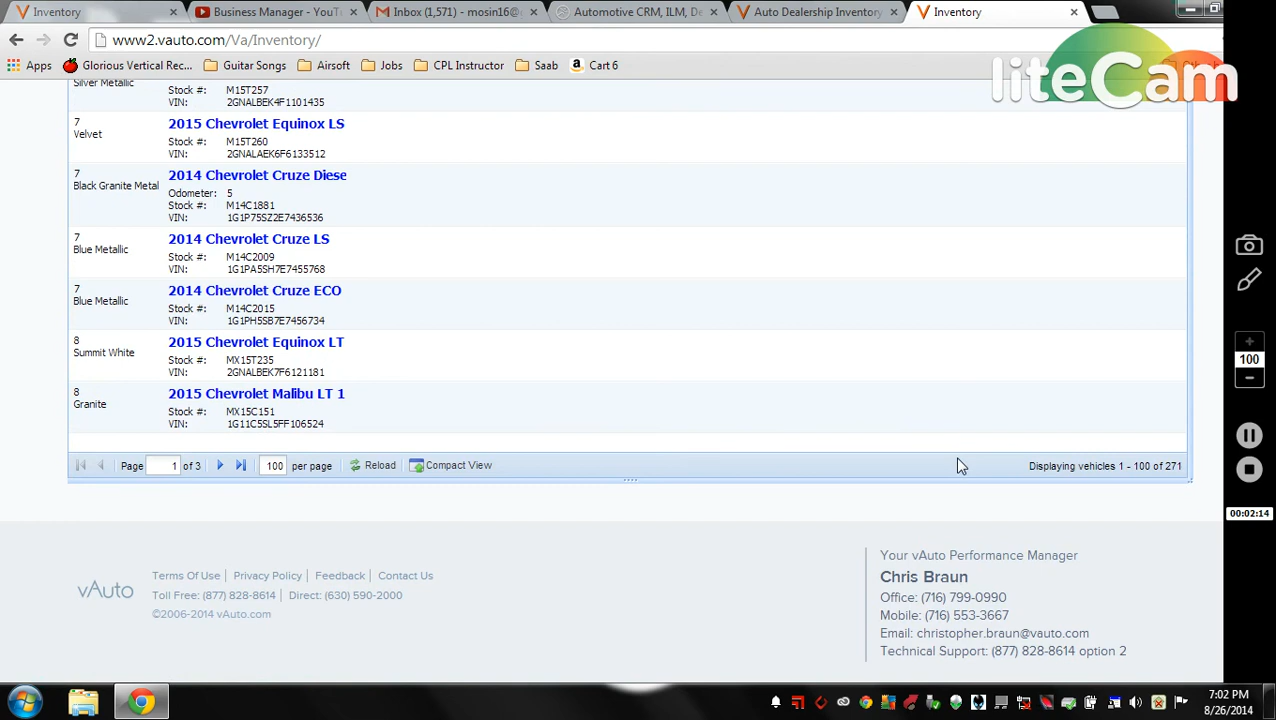 Inventory
Business Manager - YouT
Inbox (1,571) - mosin16@
Automotive CRM, ILM, D
Auto Dealership Inventory
Inventory
www2.vauto.com/Va/Inventory/
Apps
Glorious Vertical Rec...
Guitar Songs
Airsoft
Jobs
CPL Instructor
Saab
Cart 6
liteCam
Silver Metallic
Stock #: M15T257
VIN: 2GNALBEK4F1101435
7
Velvet
2015 Chevrolet Equinox LS
Stock #: M15T260
VIN: 2GNALAEK6F6133512
7
Black Granite Metal
2014 Chevrolet Cruze Diese
Odometer: 5
Stock #: M14C1881
VIN: 1G1P75SZ2E7436536
7
Blue Metallic
2014 Chevrolet Cruze LS
Stock #: M14C2009
VIN: 1G1PA5SH7E7455768
7
Blue Metallic
2014 Chevrolet Cruze ECO
Stock #: M14C2015
VIN: 1G1PH5SB7E7456734
8
Summit White
2015 Chevrolet Equinox LT
Stock #: MX15T235
VIN: 2GNALBEK7F6121181
8
Granite
2015 Chevrolet Malibu LT 1
Stock #: MX15C151
VIN: 1G11C5SL5FF106524
Page 1 of 3 100 per page Reload Compact View Displaying vehicles 1 - 100 of 271
100
00:02:14
vAuto
Terms Of Use | Privacy Policy | Feedback | Contact Us
Toll Free: (877) 828-8614 | Direct: (630) 590-2000
©2006-2014 vAuto.com
Your vAuto Performance Manager
Chris Braun
Office: (716) 799-0990
Mobile: (716) 553-3667
Email: christopher.braun@vauto.com
Technical Support: (877) 828-8614 option 2
7:02 PM
8/26/2014